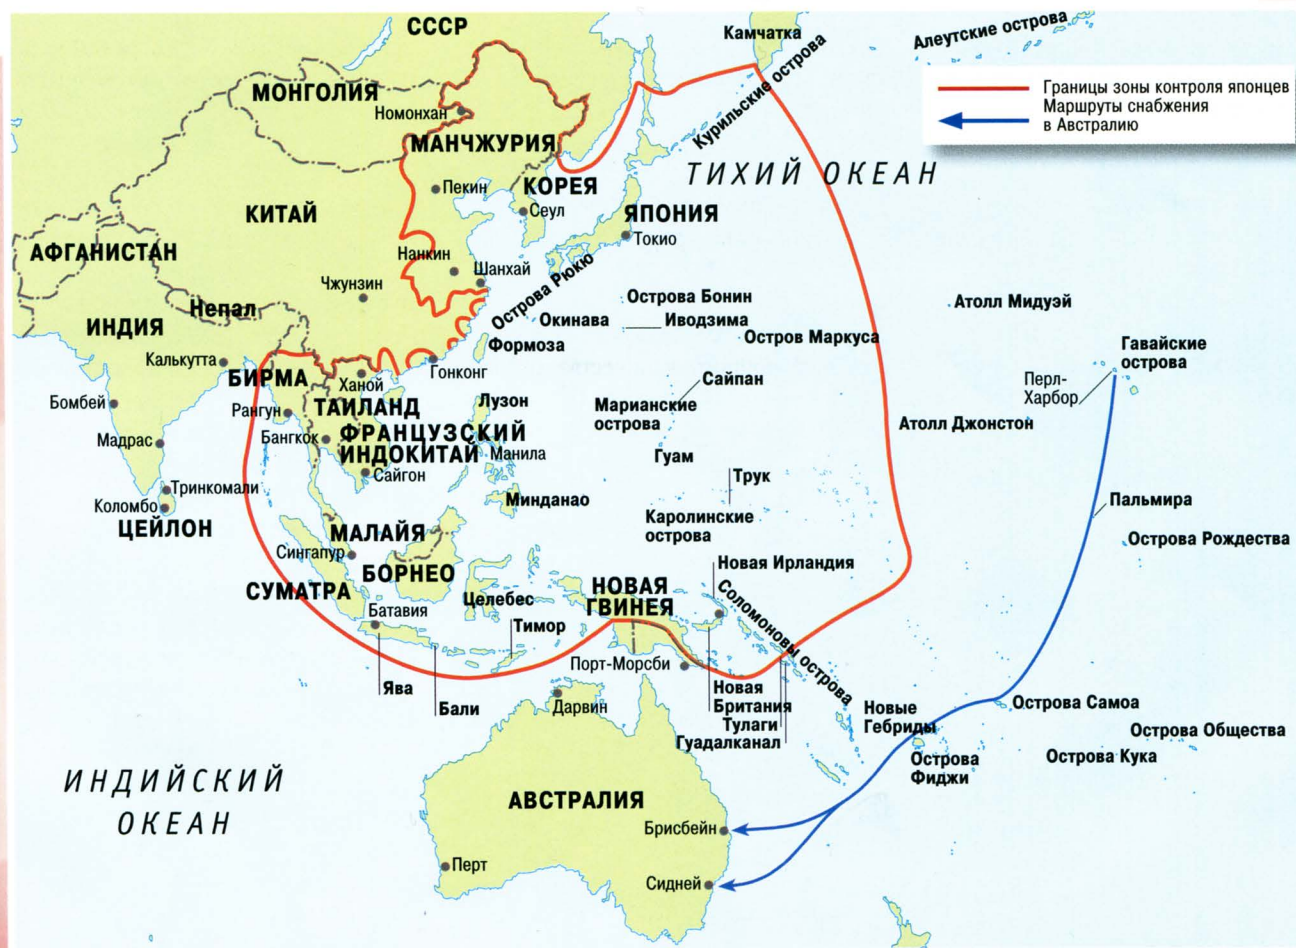 СССР
Камчатка
Алеутские острова
Границы зоны контроля японцев
Маршруты снабжения
в Австралию
МОНГОЛИЯ
Номонхан
МАНЧЖУРИЯ
Курильские острова
ТИХИЙ ОКЕАН
Пекин
КОРЕЯ
Сеул
ЯПОНИЯ
Токио
КИТАЙ
АФГАНИСТАН
Нанкин
Шанхай
Чжунзин
Острова Рюкю
Непал
ИНДИЯ
Острова Бонин
Окинава
Иводзима
Формоза
Остров Маркуса
Атолл Мидуэй
Гавайские
острова
Перл-
Харбор
Калькутта
БИРМА
Ханой
Гонконг
Бомбей
Рангун
ТАИЛАНД
Лузон
Сайпан
Марианские
острова
Атолл Джонстон
Мадрас
Бангкок
ФРАНЦУЗСКИЙ
ИНДОКИТАЙ
Манила
Гуам
Сайгон
Тринкомали
Коломбо
ЦЕЙЛОН
Минданао
Трук
Каролинские
острова
Пальмира
Острова Рождества
МАЛАЙЯ
Сингапур
БОРНЕО
СУМАТРА
Целебес
НОВАЯ
ГВИНЕЯ
Новая Ирландия
Соломоновы острова
Батавия
Тимор
Порт-Морсби
Ява
Бали
Дарвин
Новая
Британия
Тулаги
Гуадалканал
Новые
Гебриды
Острова Самоа
Острова Общества
Острова
Фиджи
Острова Кука
ИНДИЙСКИЙ
ОКЕАН
АВСТРАЛИЯ
Брисбейн
Перт
Сидней